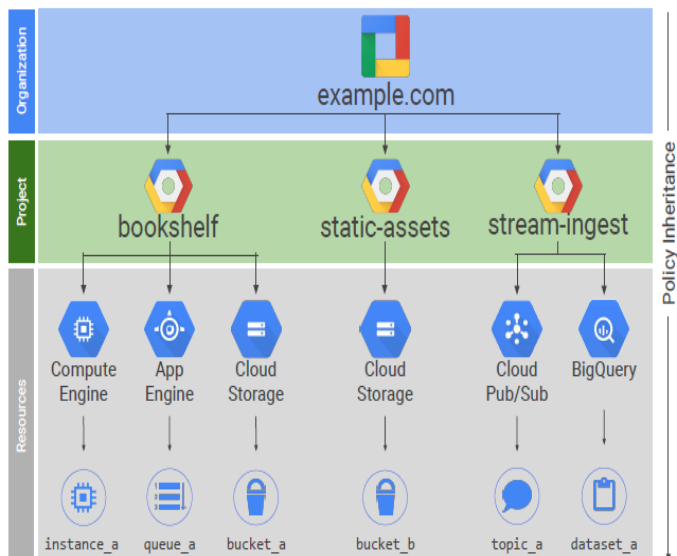 Organization
example.com
Project
bookshelf
static-assets
stream-ingest
Policy Inheritance
Resources
Compute
Engine
App
Engine
Cloud
Storage
Cloud
Storage
Cloud
Pub/Sub
BigQuery
instance_a
queue_a
bucket_a
bucket_b
topic_a
dataset_a